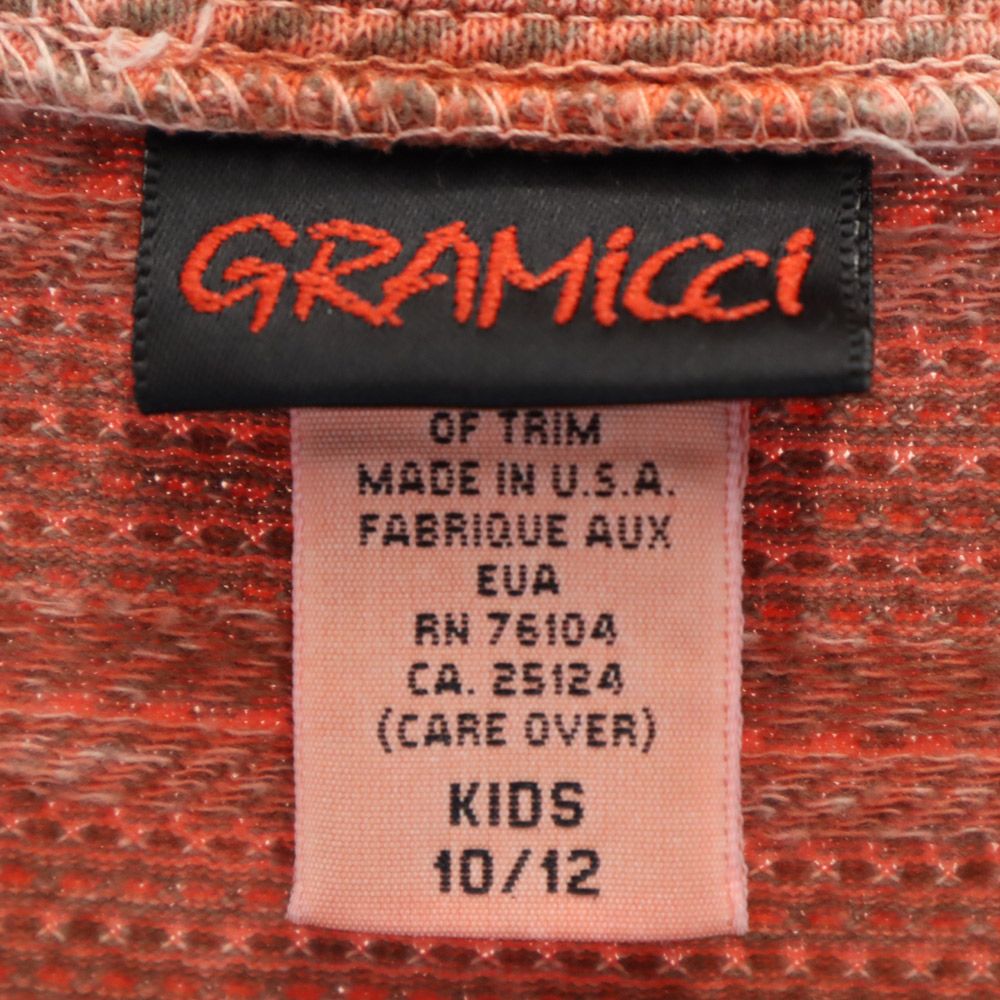 GRAMiCCi
OF TRIM
MADE IN U.S.A.
FABRIQUE AUX
EUA
RN 76104
CA. 25124
(CARE OVER)
KIDS
10/12